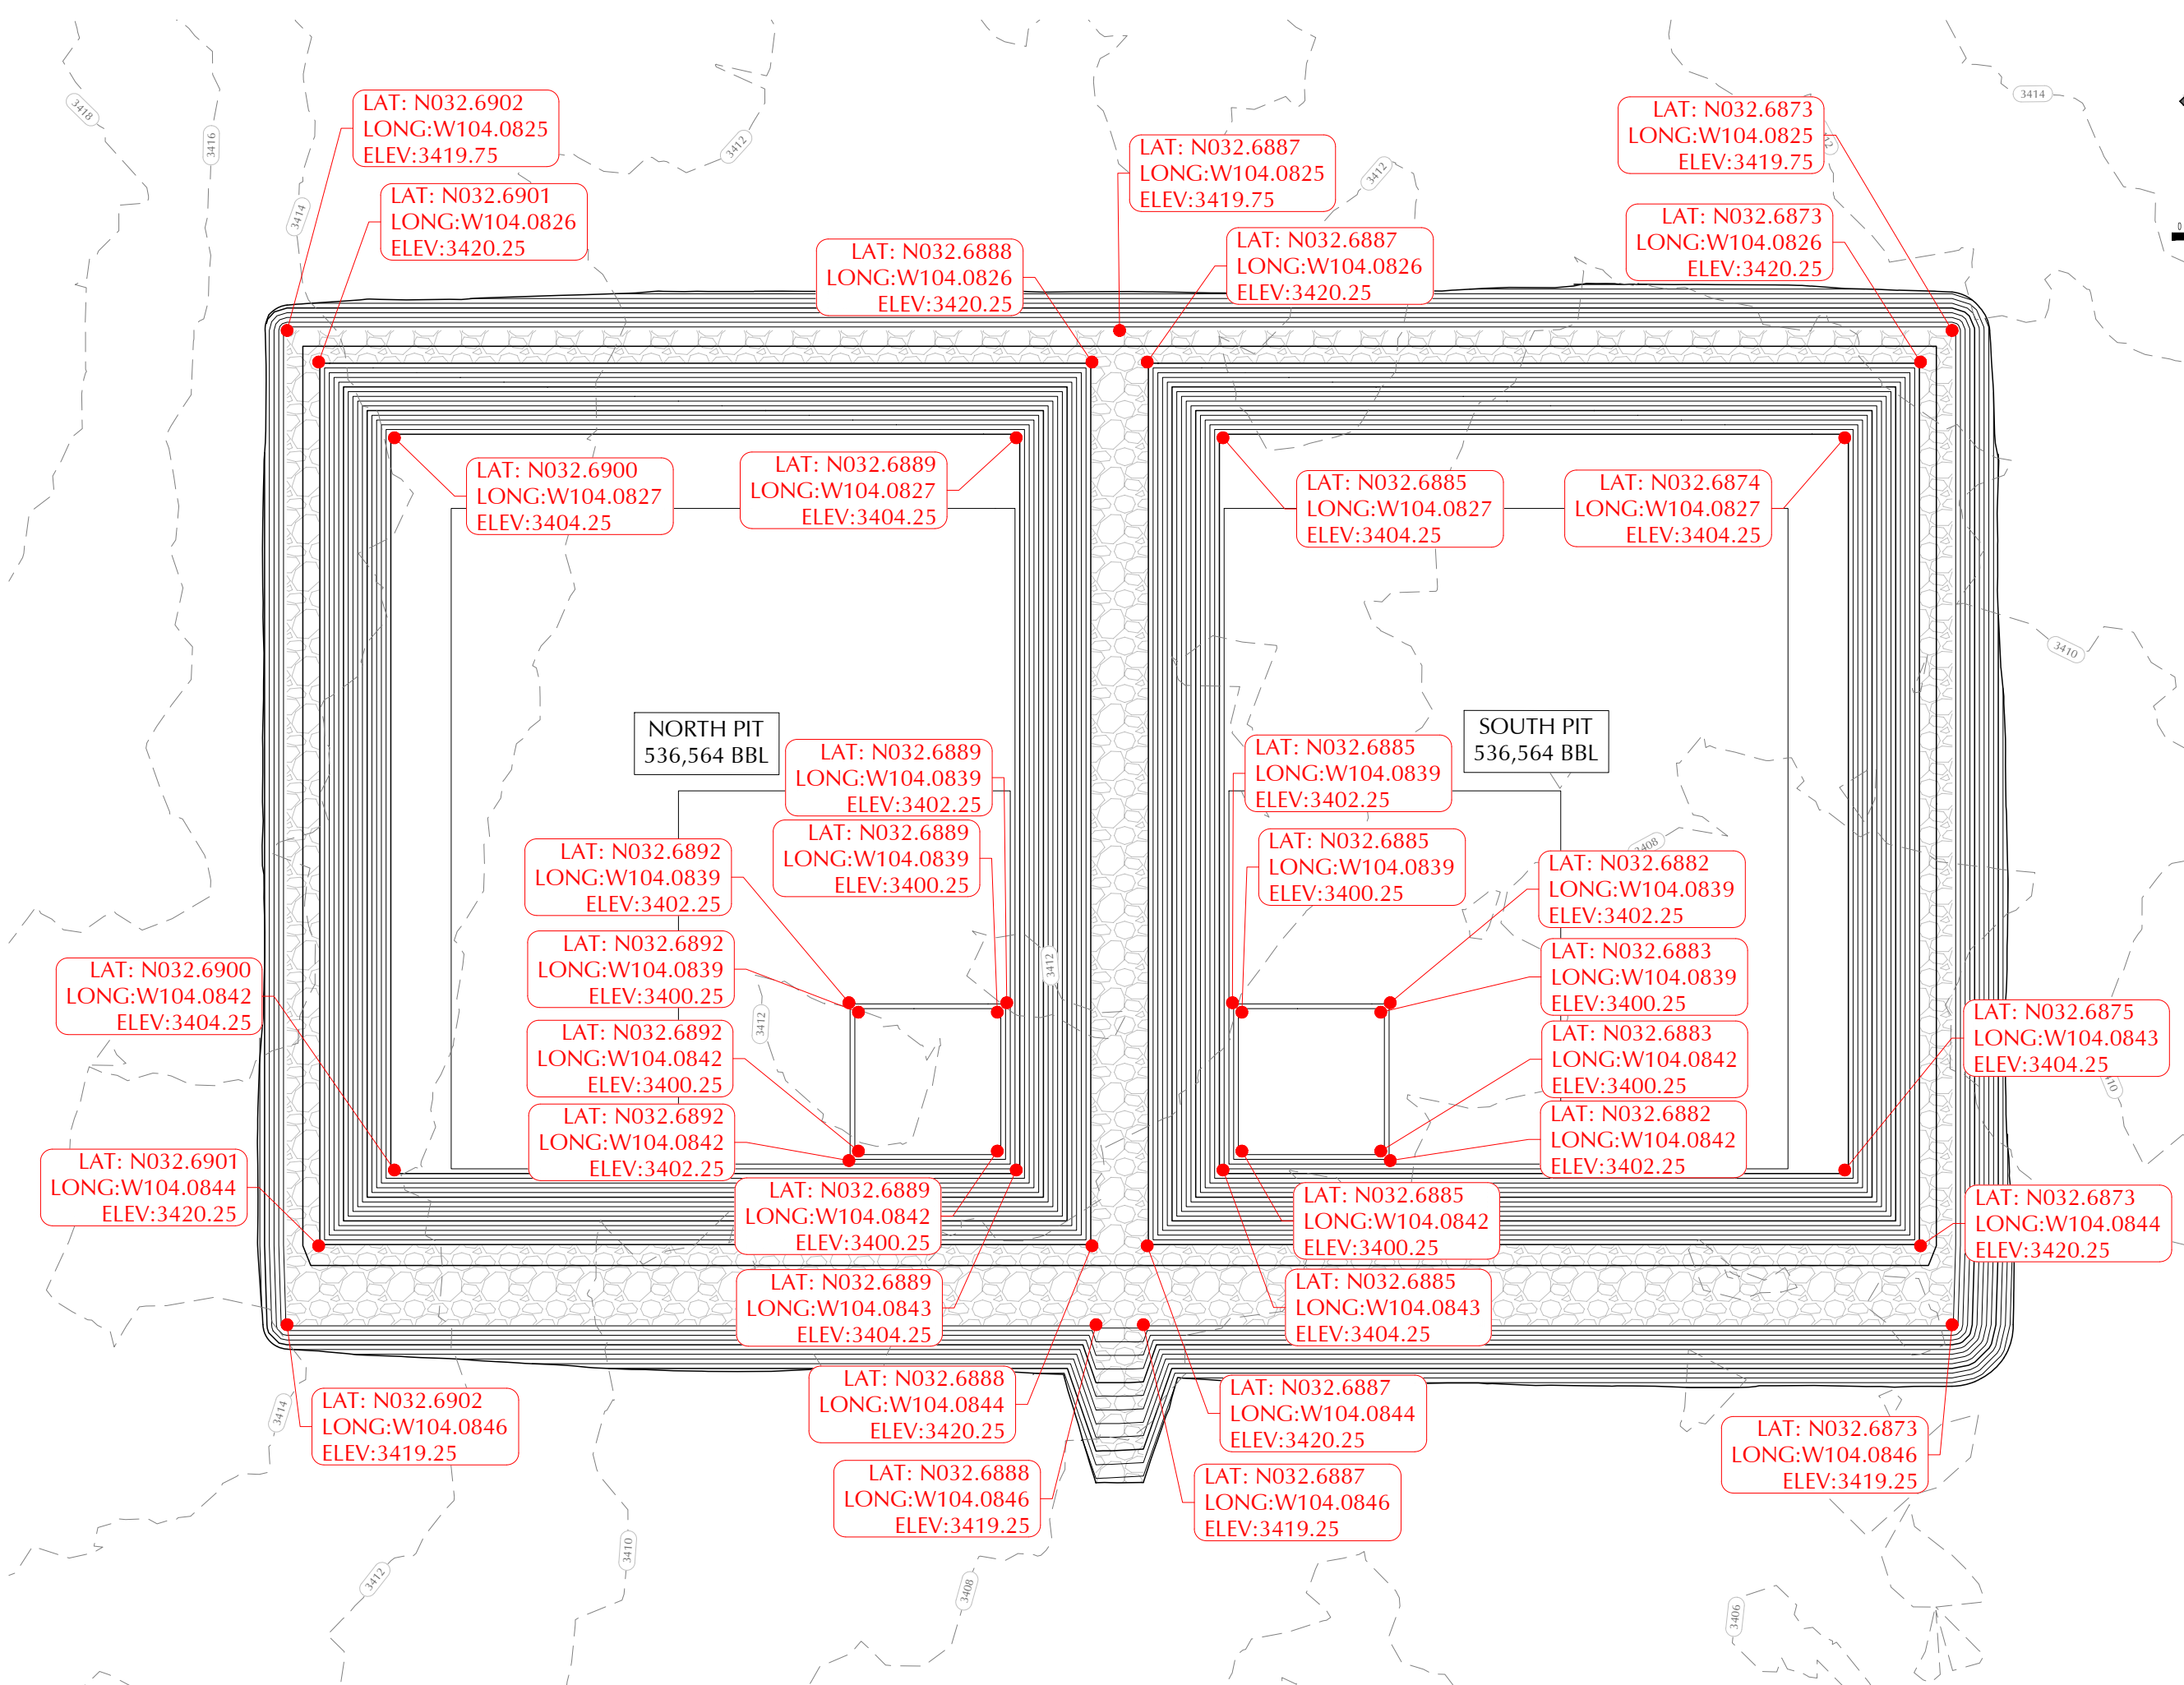 3418
3416
3414
3412
3412
3414
LAT: N032.6902
LONG:W104.0825
ELEV:3419.75
LAT: N032.6901
LONG:W104.0826
ELEV:3420.25
LAT: N032.6888
LONG:W104.0826
ELEV:3420.25
LAT: N032.6887
LONG:W104.0825
ELEV:3419.75
LAT: N032.6887
LONG:W104.0826
ELEV:3420.25
LAT: N032.6873
LONG:W104.0825
ELEV:3419.75
LAT: N032.6873
LONG:W104.0826
ELEV:3420.25
0
LAT: N032.6900
LONG:W104.0827
ELEV:3404.25
LAT: N032.6889
LONG:W104.0827
ELEV:3404.25
LAT: N032.6885
LONG:W104.0827
ELEV:3404.25
LAT: N032.6874
LONG:W104.0827
ELEV:3404.25
3410
NORTH PIT
536,564 BBL
SOUTH PIT
536,564 BBL
LAT: N032.6889
LONG:W104.0839
ELEV:3402.25
LAT: N032.6889
LONG:W104.0839
ELEV:3400.25
LAT: N032.6885
LONG:W104.0839
ELEV:3402.25
LAT: N032.6885
LONG:W104.0839
ELEV:3400.25
LAT: N032.6892
LONG:W104.0839
ELEV:3402.25
LAT: N032.6892
LONG:W104.0839
ELEV:3400.25
LAT: N032.6892
LONG:W104.0842
ELEV:3400.25
LAT: N032.6892
LONG:W104.0842
ELEV:3402.25
3412
3412
LAT: N032.6882
LONG:W104.0839
ELEV:3402.25
LAT: N032.6883
LONG:W104.0839
ELEV:3400.25
LAT: N032.6883
LONG:W104.0842
ELEV:3400.25
LAT: N032.6882
LONG:W104.0842
ELEV:3402.25
LAT: N032.6900
LONG:W104.0842
ELEV:3404.25
LAT: N032.6901
LONG:W104.0844
ELEV:3420.25
LAT: N032.6875
LONG:W104.0843
ELEV:3404.25
LAT: N032.6873
LONG:W104.0844
ELEV:3420.25
LAT: N032.6889
LONG:W104.0842
ELEV:3400.25
LAT: N032.6889
LONG:W104.0843
ELEV:3404.25
LAT: N032.6885
LONG:W104.0842
ELEV:3400.25
LAT: N032.6885
LONG:W104.0843
ELEV:3404.25
3414
LAT: N032.6902
LONG:W104.0846
ELEV:3419.25
LAT: N032.6888
LONG:W104.0844
ELEV:3420.25
LAT: N032.6888
LONG:W104.0846
ELEV:3419.25
LAT: N032.6887
LONG:W104.0844
ELEV:3420.25
LAT: N032.6887
LONG:W104.0846
ELEV:3419.25
LAT: N032.6873
LONG:W104.0846
ELEV:3419.25
3412
3410
3408
3406